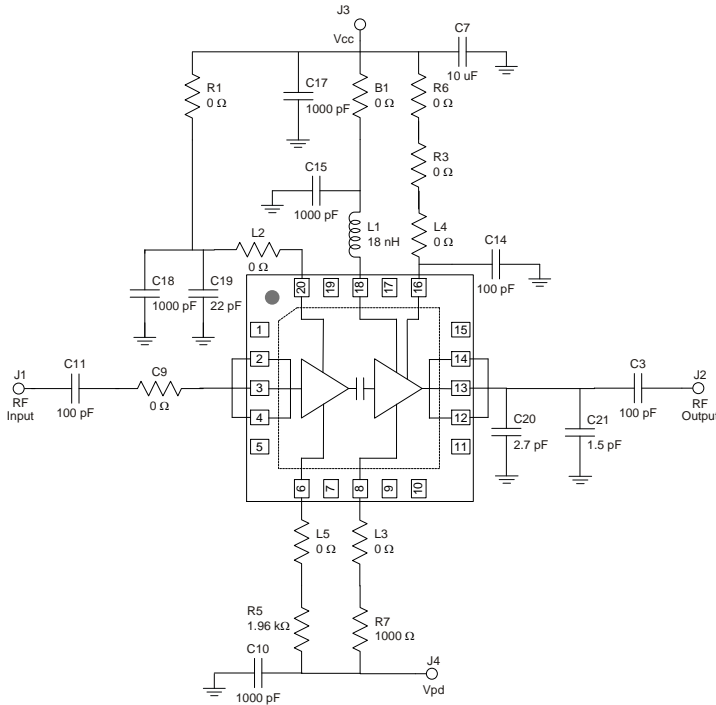 J3
Vcc
C7
10 uF
R1
0 Ω
C17
1000 pF
B1
0 Ω
R6
0 Ω
R3
0 Ω
C15
1000 pF
L1
18 nH
L4
0 Ω
L2
0 Ω
C14
100 pF
C18
1000 pF
C19
22 pF
20
19
18
17
16
1
15
2
14
J1
RF
Input
C11
100 pF
C9
0 Ω
3
13
C3
100 pF
J2
RF
Output
4
12
C20
2.7 pF
C21
1.5 pF
5
11
6
7
8
9
10
L5
0 Ω
L3
0 Ω
R5
1.96 kΩ
R7
1000 Ω
C10
1000 pF
J4
Vpd